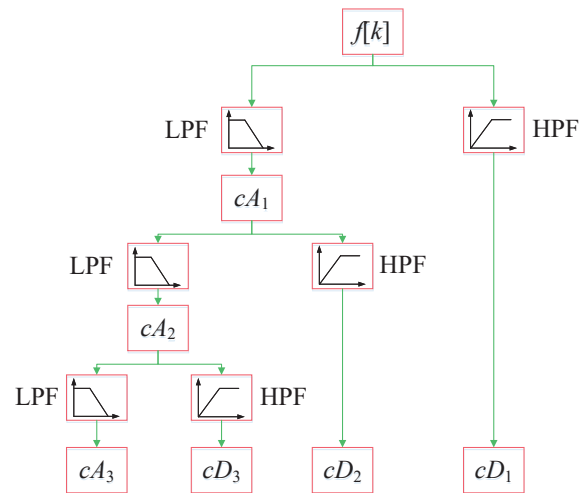 f[k]
LPF
HPF
cA₁
LPF
HPF
cA₂
LPF
HPF
cA₃
cD₃
cD₂
cD₁